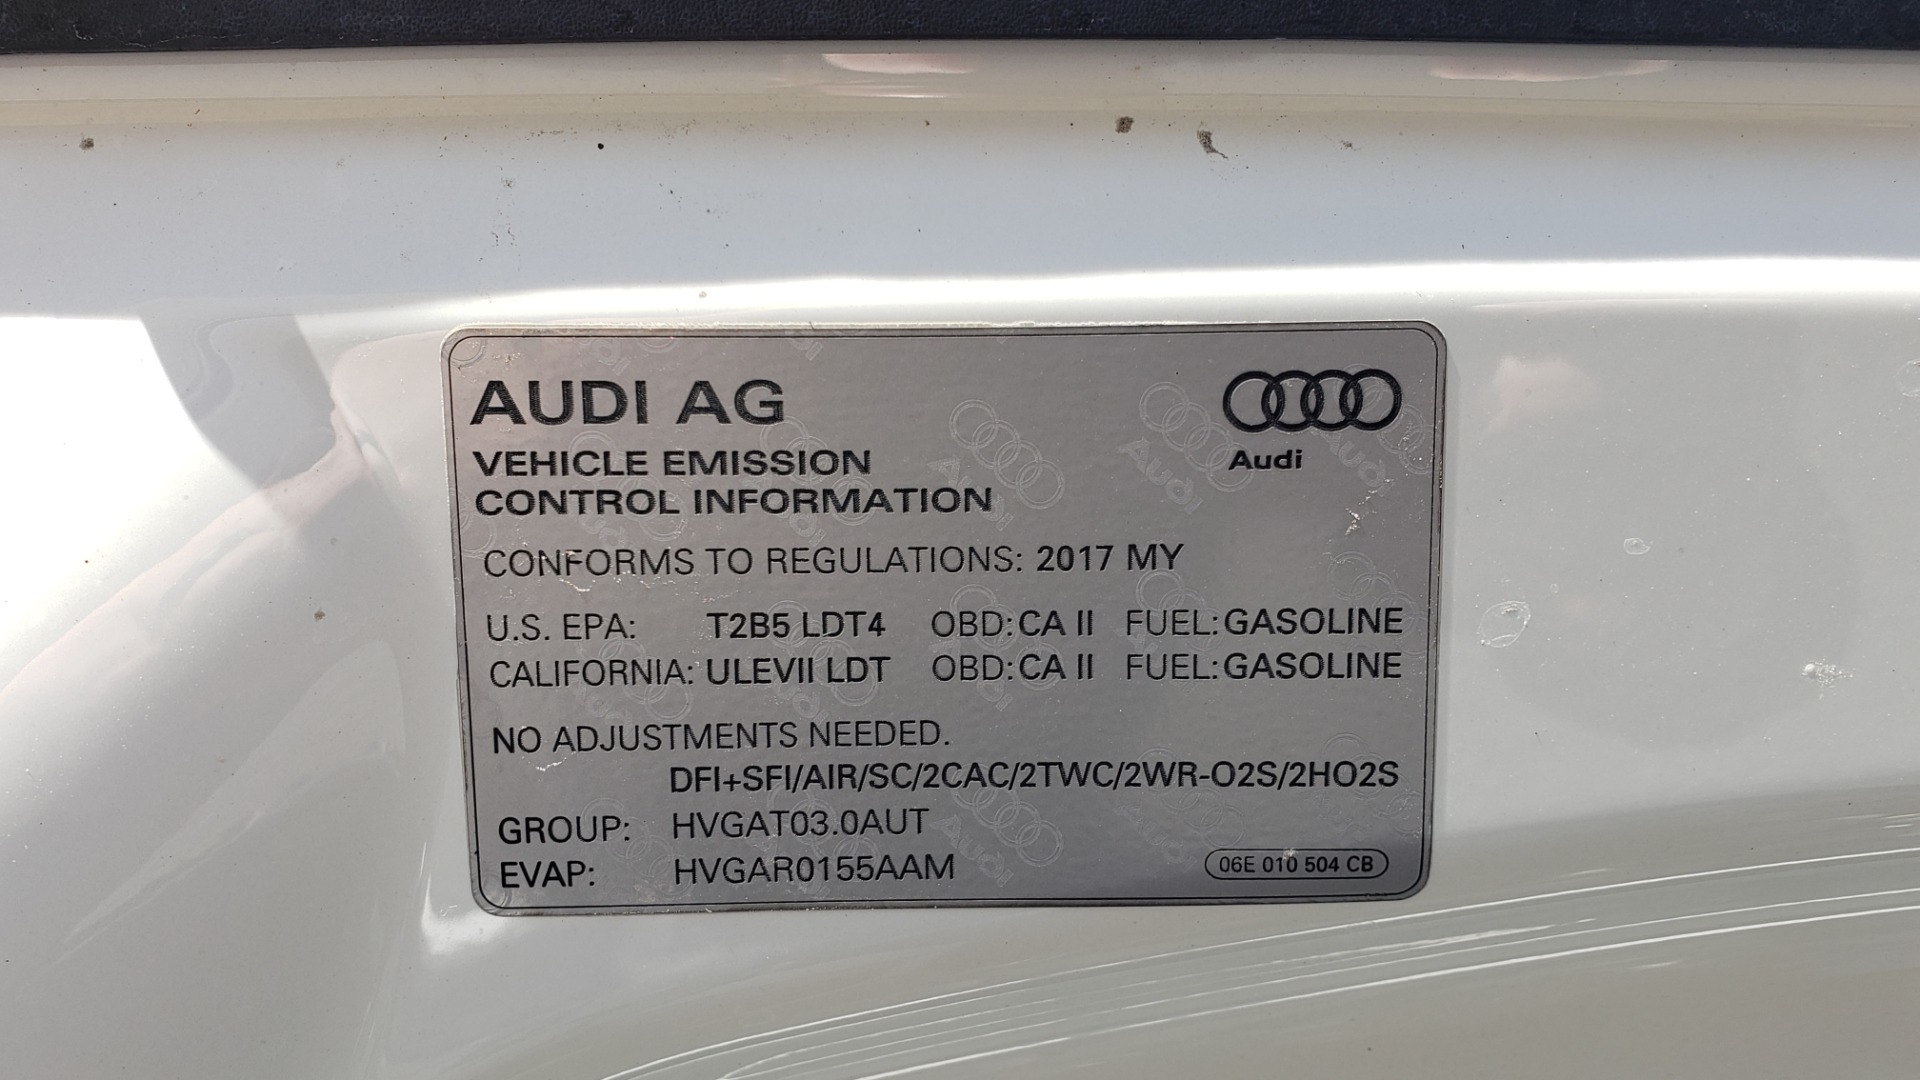 AUDI AG
Audi
VEHICLE EMISSION
CONTROL INFORMATION
CONFORMS TO REGULATIONS: 2017 MY
U.S. EPA: T2B5 LDT4 OBD: CA II FUEL: GASOLINE
CALIFORNIA: ULEVII LDT OBD: CA II FUEL: GASOLINE
NO ADJUSTMENTS NEEDED.
DFI+SFI/AIR/SC/2CAC/2TWC/2WR-O2S/2HO2S
GROUP: HVGAT03.0AUT
EVAP: HVGAR0155AAM
06E 010 504 CB